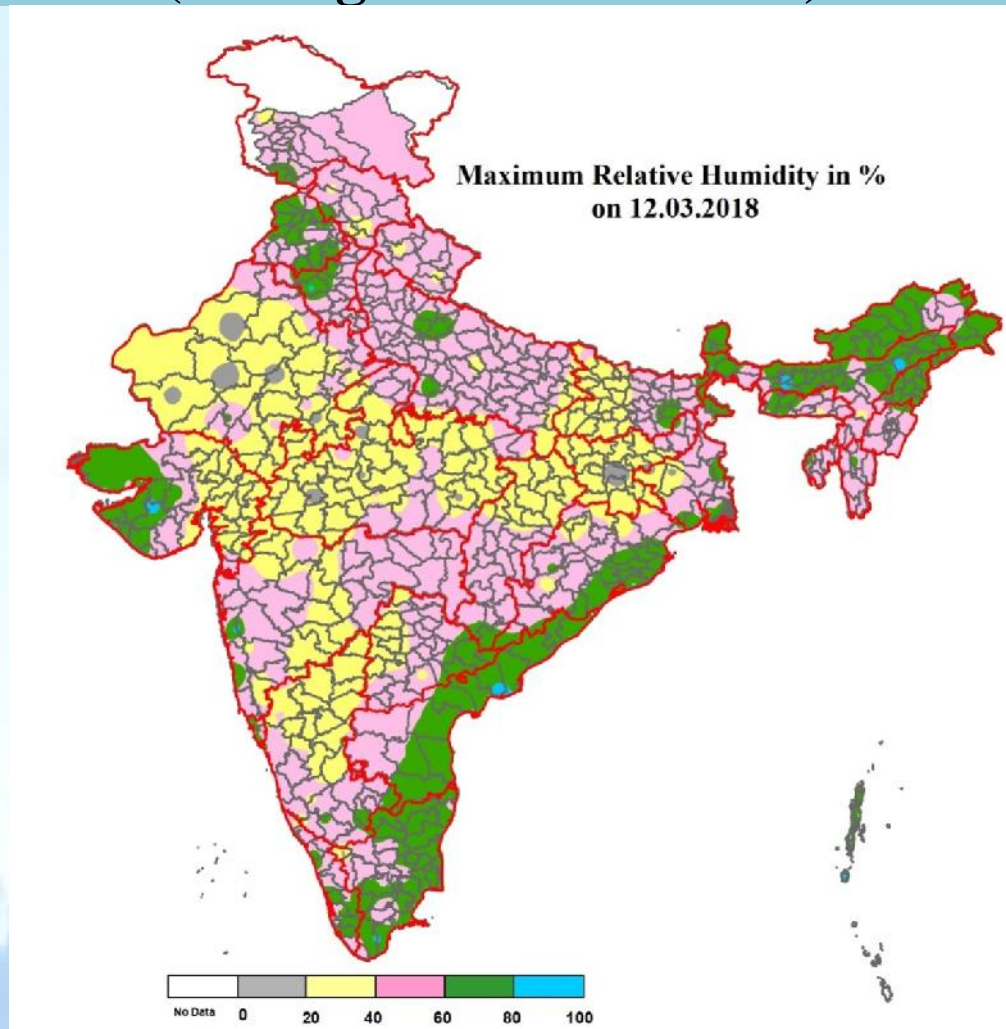 Maximum Relative Humidity in %
on 12.03.2018
No Data 0 20 40 60 80 100